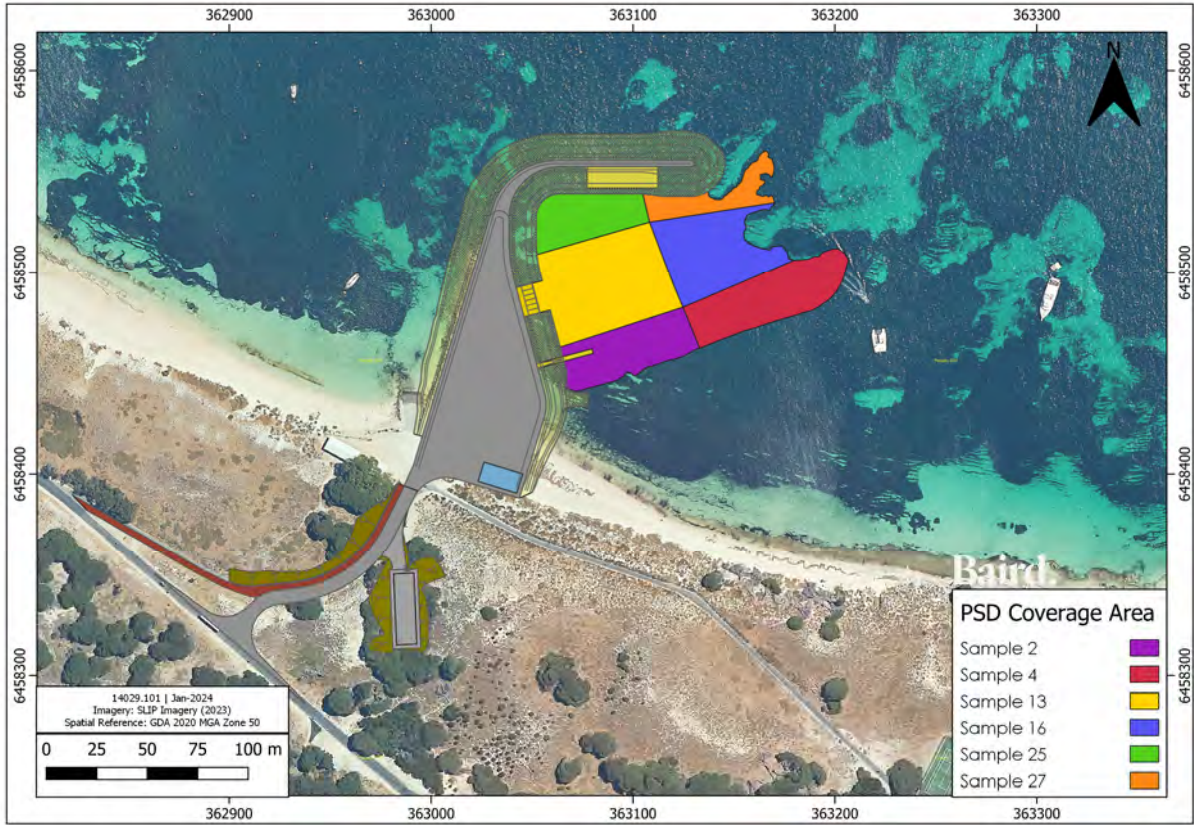 362900 363000 363100 363200 363300
N
6458600 6458600
6458500 6458500
6458400 6458400
6458300 6458300
Baird.
PSD Coverage Area
Sample 2
Sample 4
Sample 13
Sample 16
Sample 25
Sample 27
14029.101 | Jan-2024
Imagery: SLIP Imagery (2023)
Spatial Reference: GDA 2020 MGA Zone 50
0 25 50 75 100 m
362900 363000 363100 363200 363300